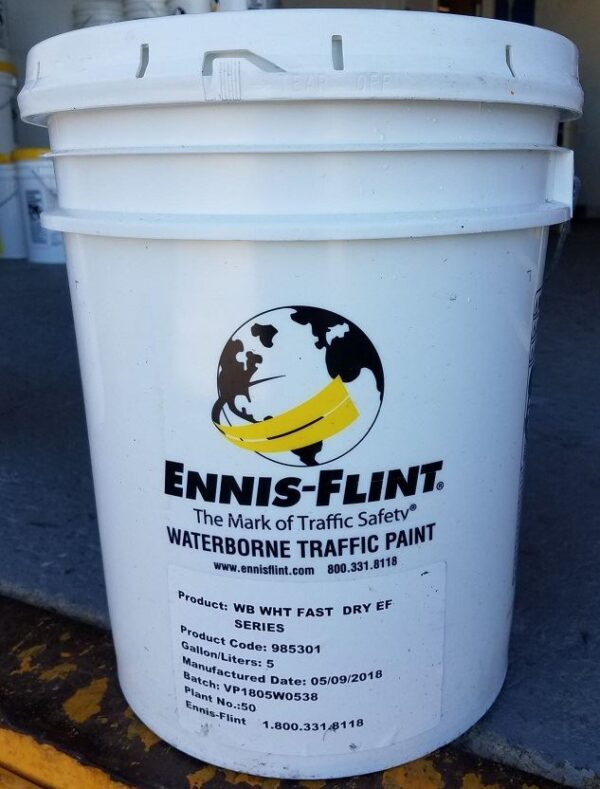 TEAR OFF
ENNIS-FLINT®
The Mark of Traffic Safety®
WATERBORNE TRAFFIC PAINT
www.ennisflint.com 800.331.8118
Product: WB WHT FAST DRY EF
SERIES
Product Code: 985301
Gallon/Liters: 5
Manufactured Date: 05/09/2018
Batch: VP1805W0538
Plant No.:50
Ennis-Flint 1.800.331.8118